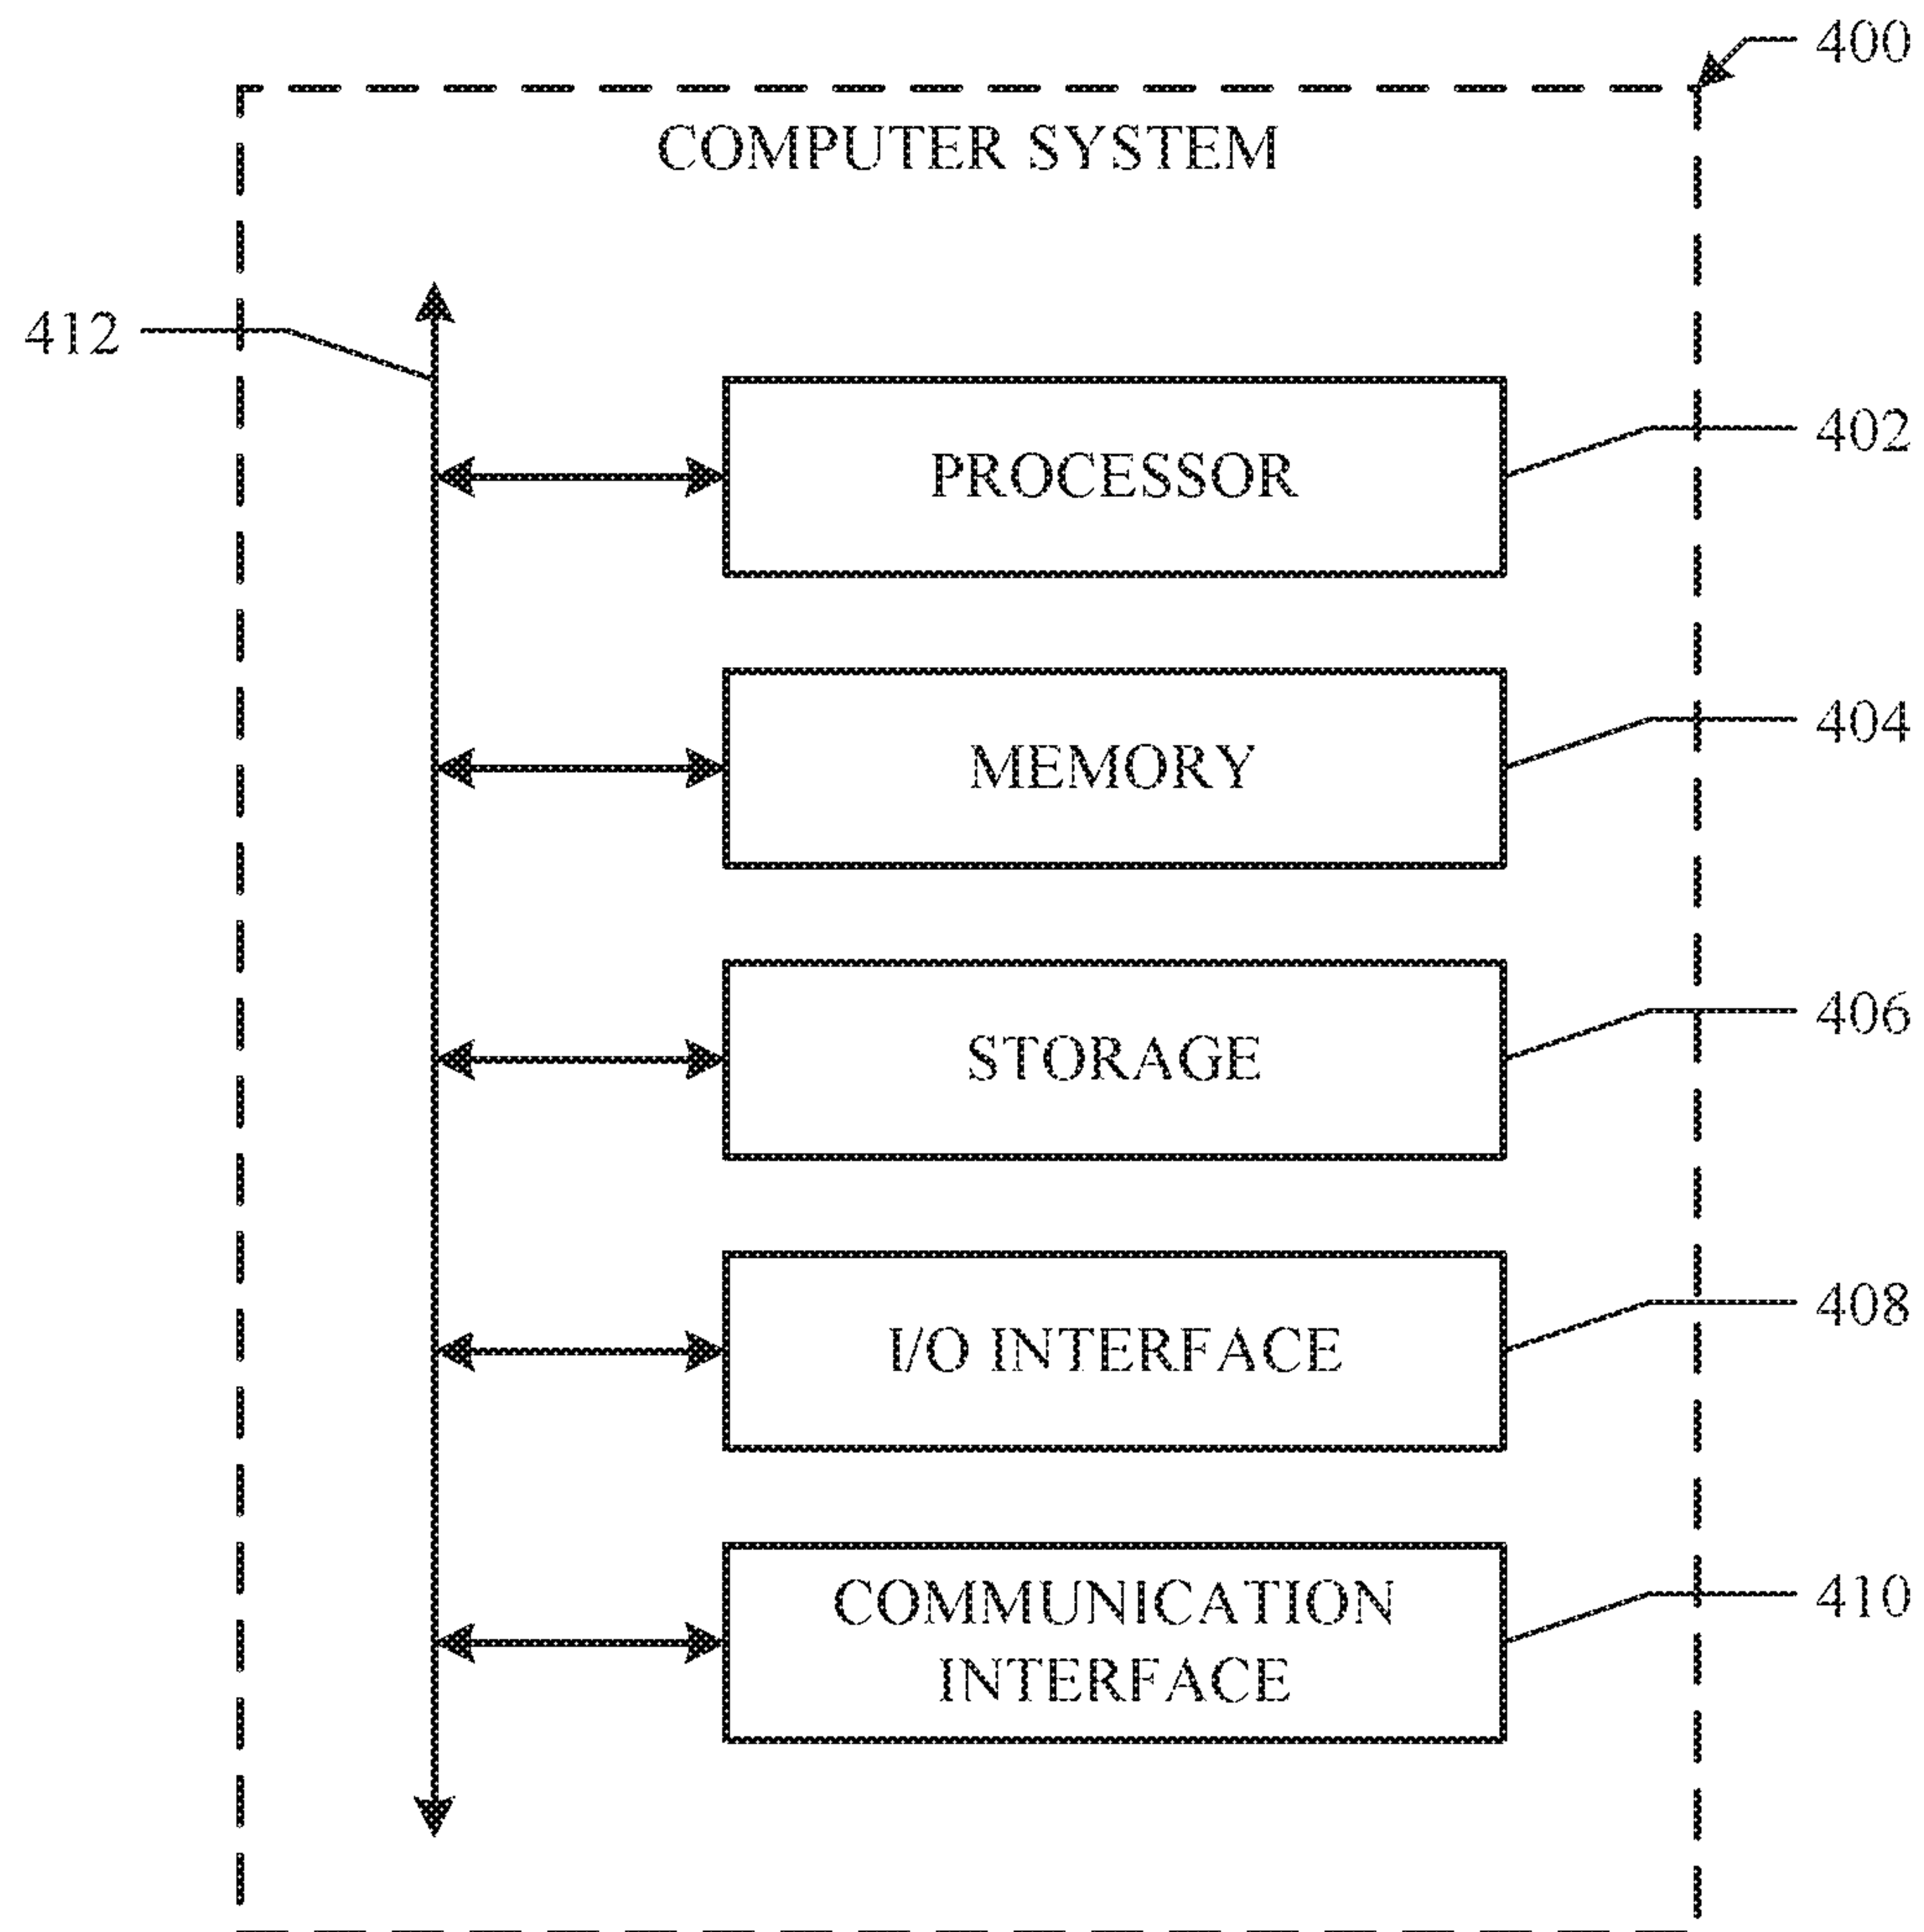 400
COMPUTER SYSTEM
412
PROCESSOR
402
MEMORY
404
STORAGE
406
I/O INTERFACE
408
COMMUNICATION
INTERFACE
410